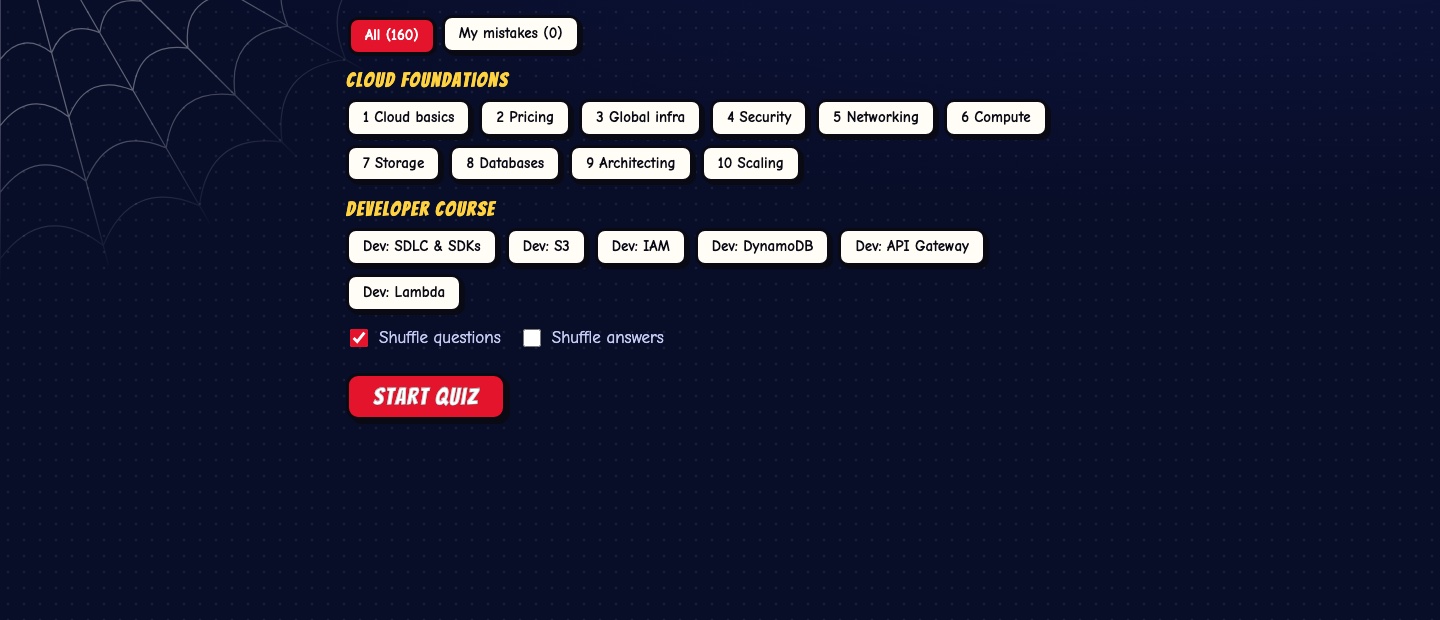 All (160) My mistakes (0)
CLOUD FOUNDATIONS
1 Cloud basics 2 Pricing 3 Global infra 4 Security 5 Networking 6 Compute
7 Storage 8 Databases 9 Architecting 10 Scaling
DEVELOPER COURSE
Dev: SDLC & SDKs Dev: S3 Dev: IAM Dev: DynamoDB Dev: API Gateway
Dev: Lambda
Shuffle questions Shuffle answers
START QUIZ